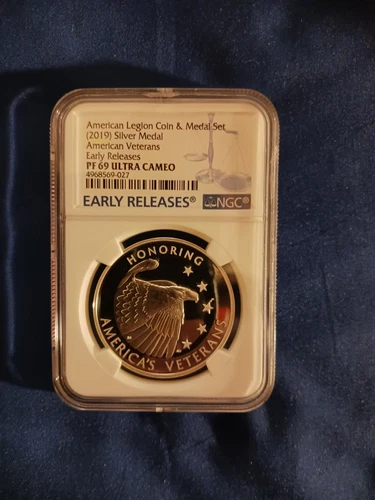 American Legion Coin & Medal Set
(2019) Silver Medal
American Veterans
Early Releases
PF 69 ULTRA CAMEO
4968569-027
EARLY RELEASES® NGC®
HONORING
AMERICA'S VETERANS